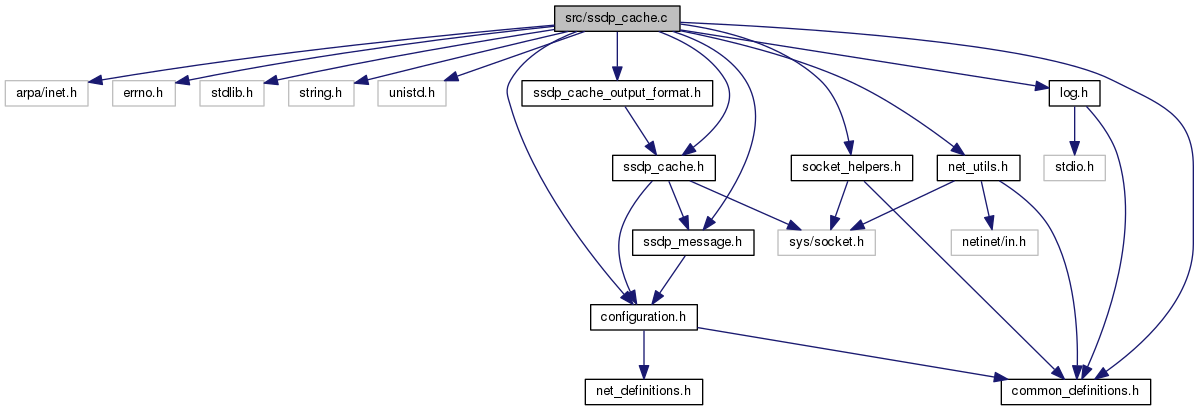 src/ssdp_cache.c
arpa/inet.h
errno.h
stdlib.h
string.h
unistd.h
ssdp_cache_output_format.h
log.h
ssdp_cache.h
socket_helpers.h
net_utils.h
stdio.h
ssdp_message.h
sys/socket.h
netinet/in.h
configuration.h
net_definitions.h
common_definitions.h